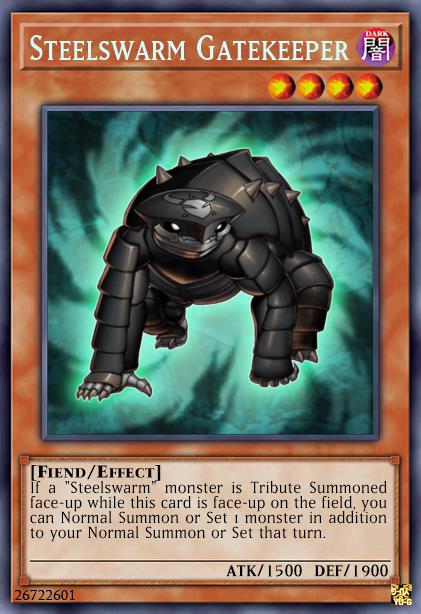 STEELSWARM GATEKEEPER
DARK
闇
[FIEND/EFFECT]
If a "Steelswarm" monster is Tribute Summoned
face-up while this card is face-up on the field, you
can Normal Summon or Set 1 monster in addition
to your Normal Summon or Set that turn.
ATK/1500 DEF/1900
26722601